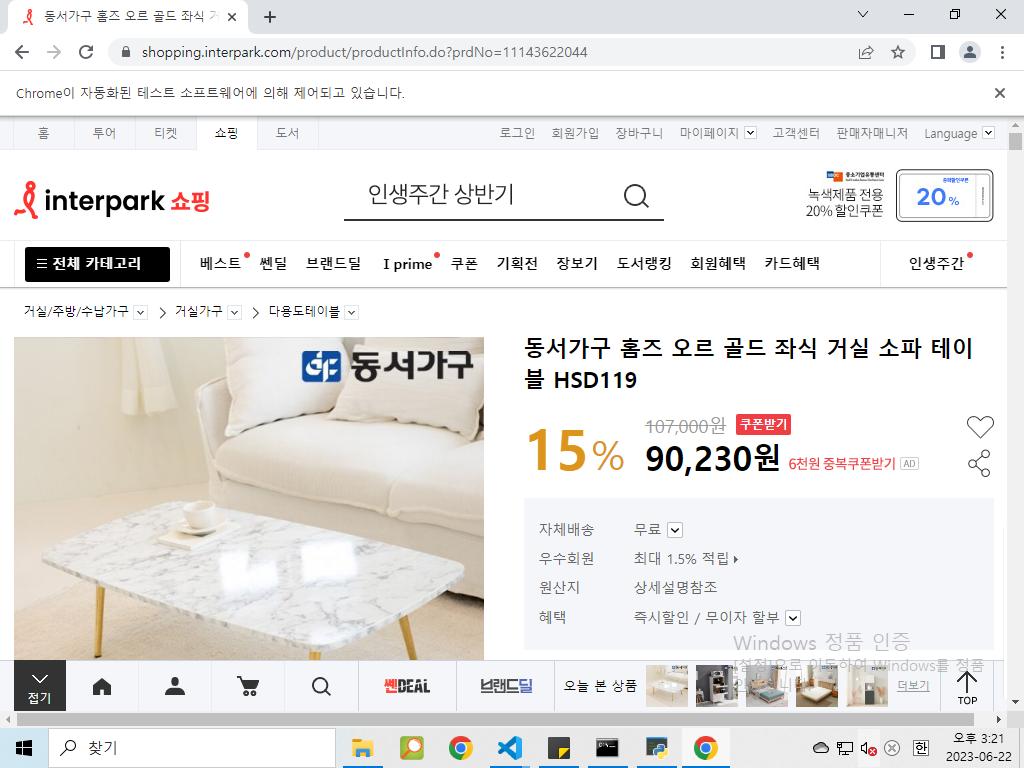 동서가구 홈즈 오르 골드 좌식 거
shopping.interpark.com/product/productInfo.do?prdNo=11143622044
Chrome이 자동화된 테스트 소프트웨어에 의해 제어되고 있습니다.
홈 투어 티켓 쇼핑 도서 로그인 회원가입 장바구니 마이페이지 고객센터 판매자매니저 Language
interpark 쇼핑
인생주간 상반기
중소기업유통센터
녹색제품 전용
20% 할인쿠폰
중복할인쿠폰
20%
전체 카테고리 베스트 쎈딜 브랜드딜 I prime 쿠폰 기획전 장보기 도서랭킹 회원혜택 카드혜택 인생주간
거실/주방/수납가구 거실가구 다용도테이블
동서가구
동서가구 홈즈 오르 골드 좌식 거실 소파 테이
블 HSD119
15%
107,000원 쿠폰받기
90,230원 6천원 중복쿠폰받기 AD
자체배송 무료
우수회원 최대 1.5% 적립
원산지 상세설명참조
혜택 즉시할인 / 무이자 할부
Windows 정품 인증
[설정]으로 이동하여 Windows를 정품
접기
쎈DEAL
브랜드딜
오늘 본 상품
더보기
TOP
찾기
한
오후 3:21
2023-06-22